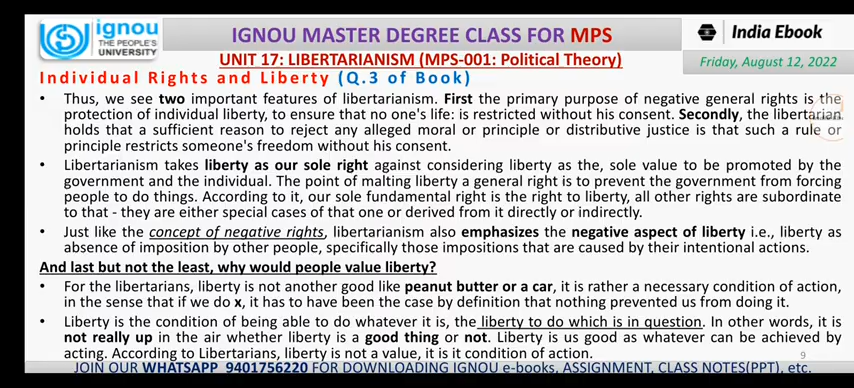 ignou
THE PEOPLE'S
UNIVERSITY
IGNOU MASTER DEGREE CLASS FOR MPS
India Ebook
UNIT 17: LIBERTARIANISM (MPS-001: Political Theory)
Friday, August 12, 2022
Individual Rights and Liberty (Q.3 of Book)
• Thus, we see two important features of libertarianism. First the primary purpose of negative general rights is the
protection of individual liberty, to ensure that no one's life: is restricted without his consent. Secondly, the libertarian
holds that a sufficient reason to reject any alleged moral or principle or distributive justice is that such a rule or
principle restricts someone's freedom without his consent.
• Libertarianism takes liberty as our sole right against considering liberty as the, sole value to be promoted by the
government and the individual. The point of malting liberty a general right is to prevent the government from forcing
people to do things. According to it, our sole fundamental right is the right to liberty, all other rights are subordinate
to that - they are either special cases of that one or derived from it directly or indirectly.
• Just like the concept of negative rights, libertarianism also emphasizes the negative aspect of liberty i.e., liberty as
absence of imposition by other people, specifically those impositions that are caused by their intentional actions.
And last but not the least, why would people value liberty?
• For the libertarians, liberty is not another good like peanut butter or a car, it is rather a necessary condition of action,
in the sense that if we do x, it has to have been the case by definition that nothing prevented us from doing it.
• Liberty is the condition of being able to do whatever it is, the liberty to do which is in question. In other words, it is
not really up in the air whether liberty is a good thing or not. Liberty is us good as whatever can be achieved by
acting. According to Libertarians, liberty is not a value, it is it condition of action.
9
JOIN OUR WHATSAPP 9401756220 FOR DOWNLOADING IGNOU e-books, ASSIGNMENT, CLASS NOTES(PPT), etc.